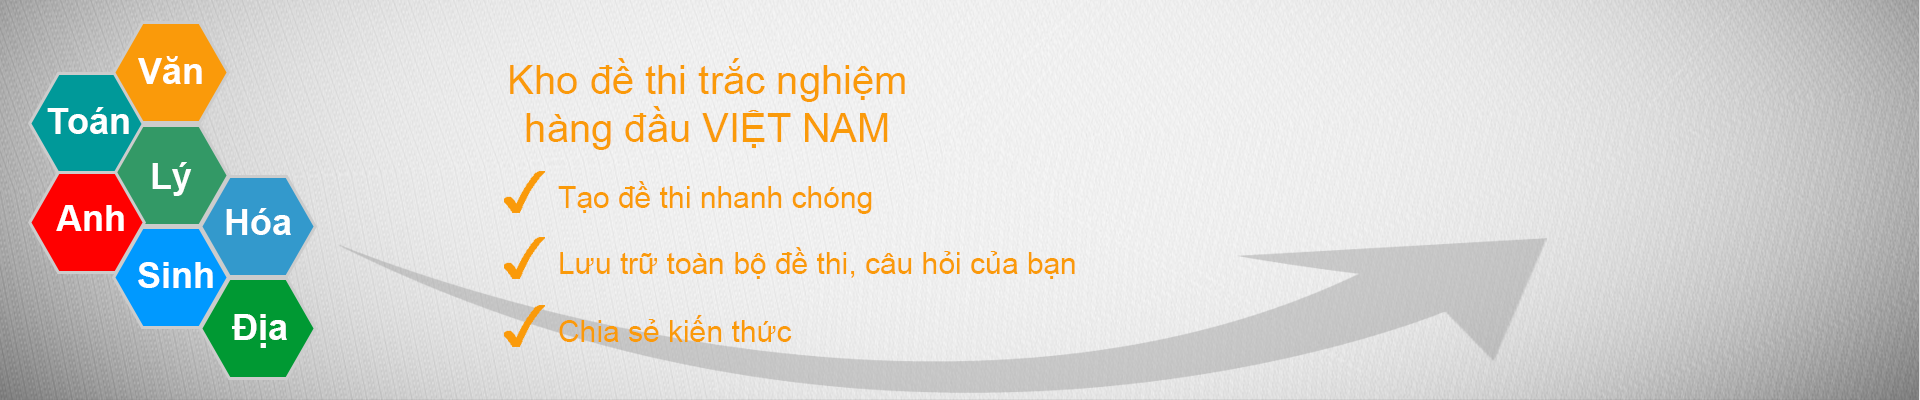 Văn
Toán
Lý
Anh
Hóa
Sinh
Địa
Kho đề thi trắc nghiệm
hàng đầu VIỆT NAM
Tạo đề thi nhanh chóng
Lưu trữ toàn bộ đề thi, câu hỏi của bạn
Chia sẻ kiến thức